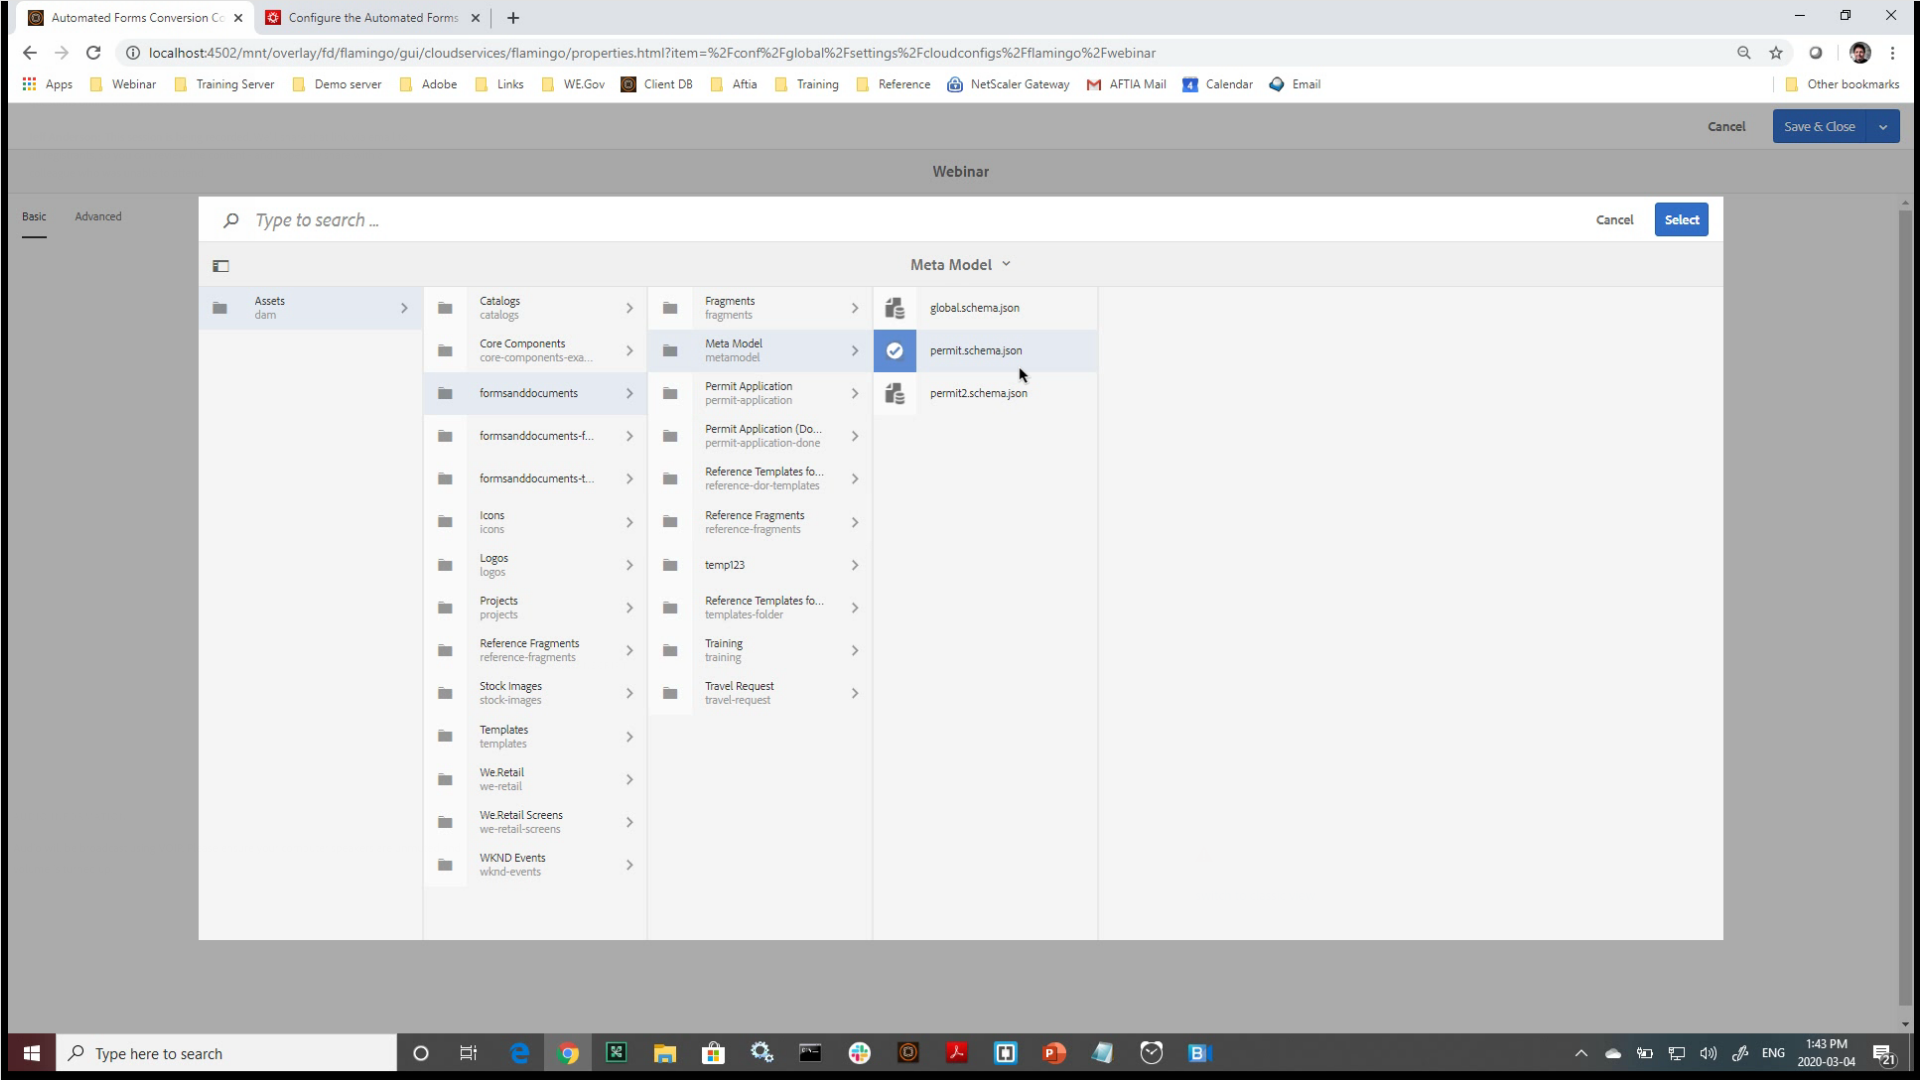 Automated Forms Conversion Co
Configure the Automated Forms
localhost:4502/mnt/overlay/fd/flamingo/gui/cloudservices/flamingo/properties.html?item=%2Fconf%2Fglobal%2Fsettings%2Fcloudconfigs%2Fflamingo%2Fwebinar
Apps Webinar Training Server Demo server Adobe Links WE.Gov Client DB Aftia Training Reference NetScaler Gateway AFTIA Mail 4 Calendar Email Other bookmarks
Cancel Save & Close
Webinar
Basic Advanced
Type to search ...
Cancel Select
Meta Model
Assets
dam
Catalogs
catalogs
Core Components
core-components-exa...
formsanddocuments
formsanddocuments-f...
formsanddocuments-t...
Icons
icons
Logos
logos
Projects
projects
Reference Fragments
reference-fragments
Stock Images
stock-images
Templates
templates
We.Retail
we-retail
We.Retail Screens
we-retail-screens
WKND Events
wknd-events
Fragments
fragments
Meta Model
metamodel
Permit Application
permit-application
Permit Application (Do...
permit-application-done
Reference Templates fo...
reference-dor-templates
Reference Fragments
reference-fragments
temp123
Reference Templates fo...
templates-folder
Training
training
Travel Request
travel-request
global.schema.json
permit.schema.json
permit2.schema.json
Type here to search
ENG
1:43 PM
2020-03-04
21